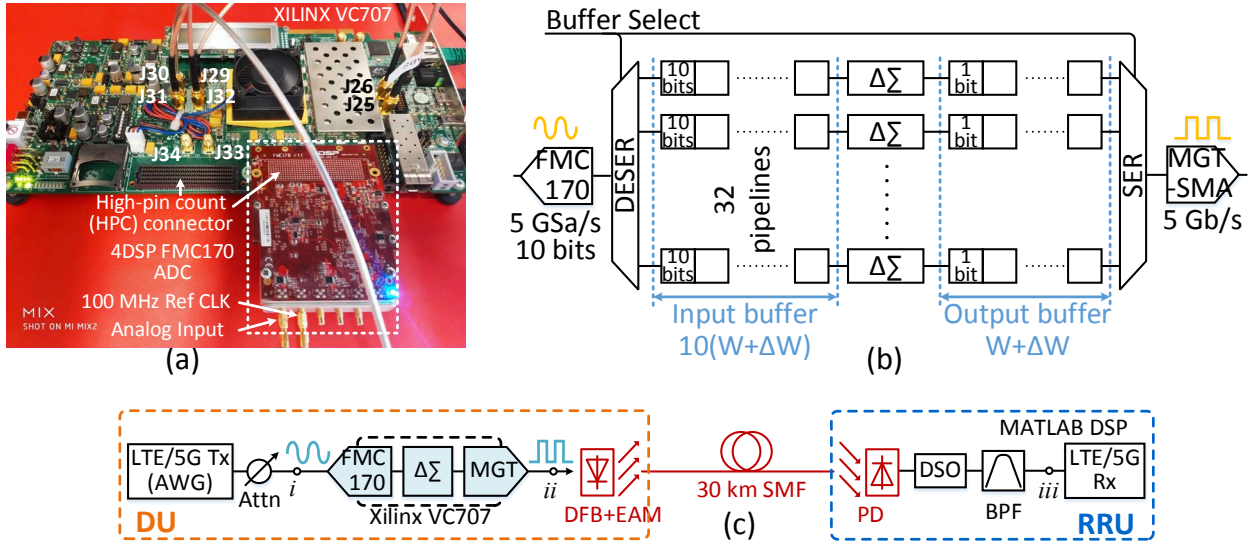 XILINX VC707
J30
J29
J31
J32
J26
J25
J34
J33
High-pin count
(HPC) connector
4DSP FMC170
ADC
100 MHz Ref CLK
Analog Input
MIX
SHOT ON MI MIX2
(a)
Buffer Select
DESER
SER
10
bits
ΔΣ
1
bit
10
bits
ΔΣ
1
bit
10
bits
ΔΣ
1
bit
FMC
170
5 GSa/s
10 bits
32
pipelines
MGT
-SMA
5 Gb/s
Input buffer
10(W+ΔW)
Output buffer
W+ΔW
(b)
LTE/5G Tx
(AWG)
Attn
i
FMC
170
ΔΣ
MGT
Xilinx VC707
ii
DFB+EAM
DU
30 km SMF
(c)
PD
DSO
BPF
iii
MATLAB DSP
LTE/5G
Rx
RRU